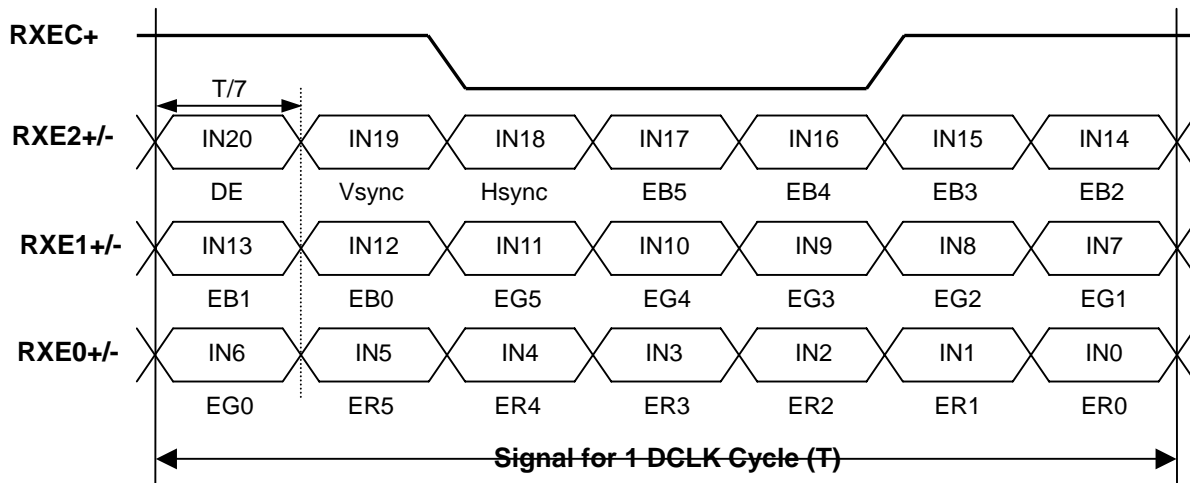 RXEC+
T/7
RXE2+/- IN20 IN19 IN18 IN17 IN16 IN15 IN14
DE Vsync Hsync EB5 EB4 EB3 EB2
RXE1+/- IN13 IN12 IN11 IN10 IN9 IN8 IN7
EB1 EB0 EG5 EG4 EG3 EG2 EG1
RXE0+/- IN6 IN5 IN4 IN3 IN2 IN1 IN0
EG0 ER5 ER4 ER3 ER2 ER1 ER0
Signal for 1 DCLK Cycle (T)